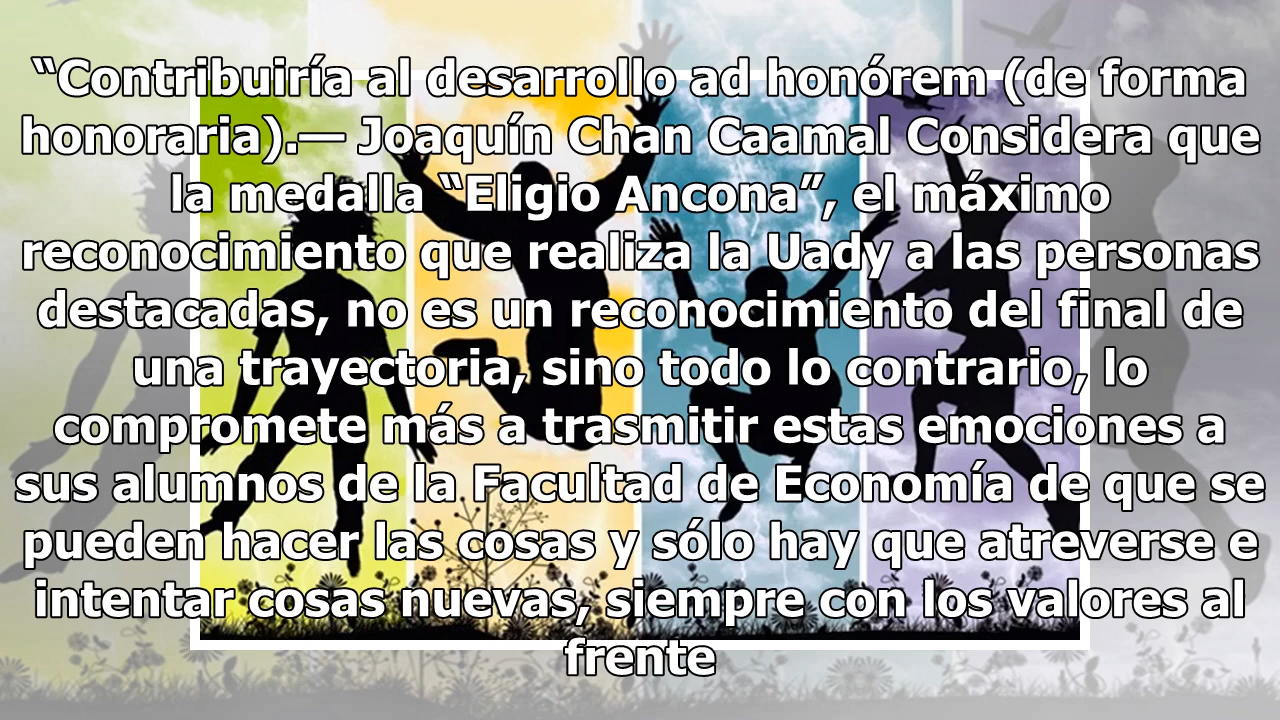 “Contribuiría al desarrollo ad honórem (de forma
honoraria).— Joaquín Chan Caamal Considera que
la medalla “Eligio Ancona”, el máximo
reconocimiento que realiza la Uady a las personas
destacadas, no es un reconocimiento del final de
una trayectoria, sino todo lo contrario, lo
compromete más a trasmitir estas emociones a
sus alumnos de la Facultad de Economía de que se
pueden hacer las cosas y sólo hay que atreverse e
intentar cosas nuevas, siempre con los valores al
frente